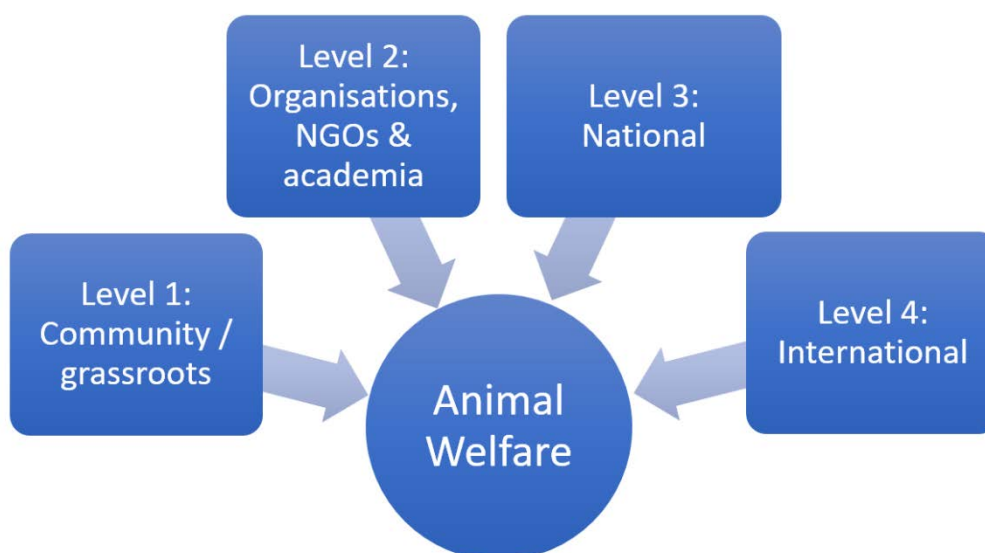 Level 1:
Community /
grassroots
Level 2:
Organisations,
NGOs &
academia
Level 3:
National
Level 4:
International
Animal
Welfare